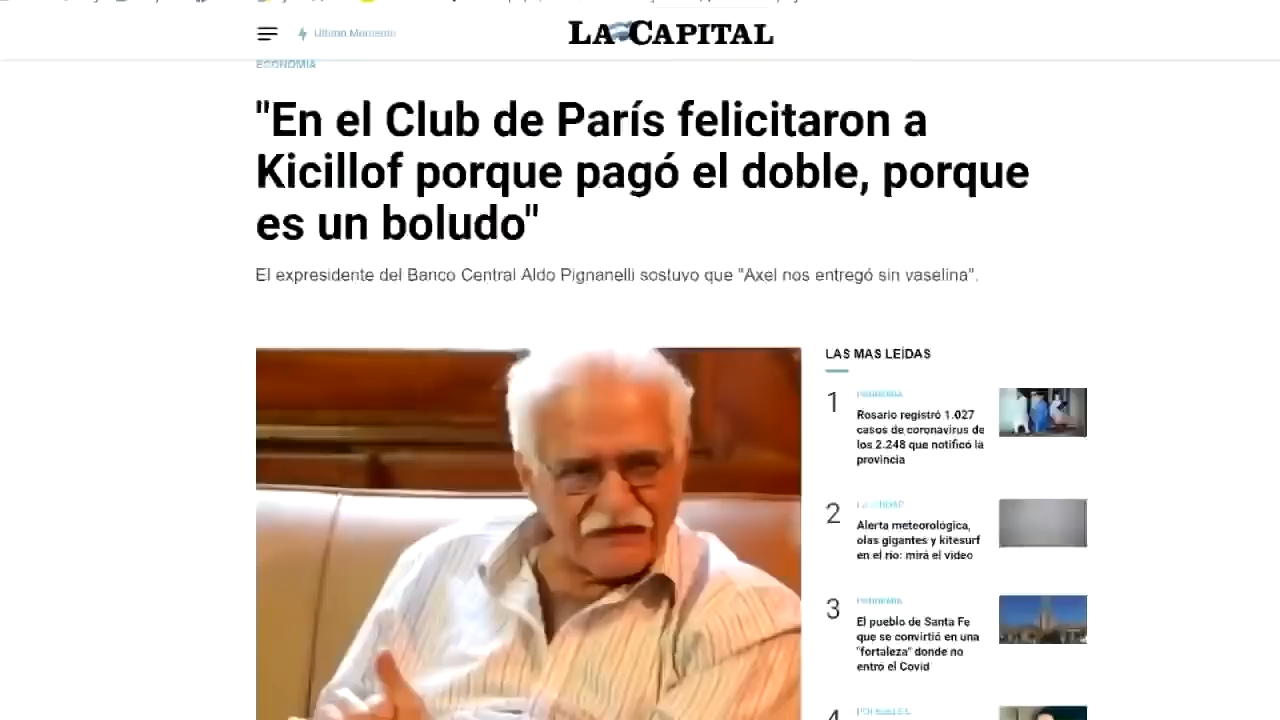 Último Momento
LA CAPITAL
ECONOMÍA
"En el Club de París felicitaron a
Kicillof porque pagó el doble, porque
es un boludo"
El expresidente del Banco Central Aldo Pignanelli sostuvo que "Axel nos entregó sin vaselina".
LAS MAS LEÍDAS
1
Rosario registró 1.027
casos de coronavirus de
los 2.248 que notificó la
provincia
2
LA CIUDAD
Alerta meteorológica,
olas gigantes y kitesurf
en el río: mirá el video
3
El pueblo de Santa Fe
que se convirtió en una
"fortaleza" donde no
entró el Covid
4